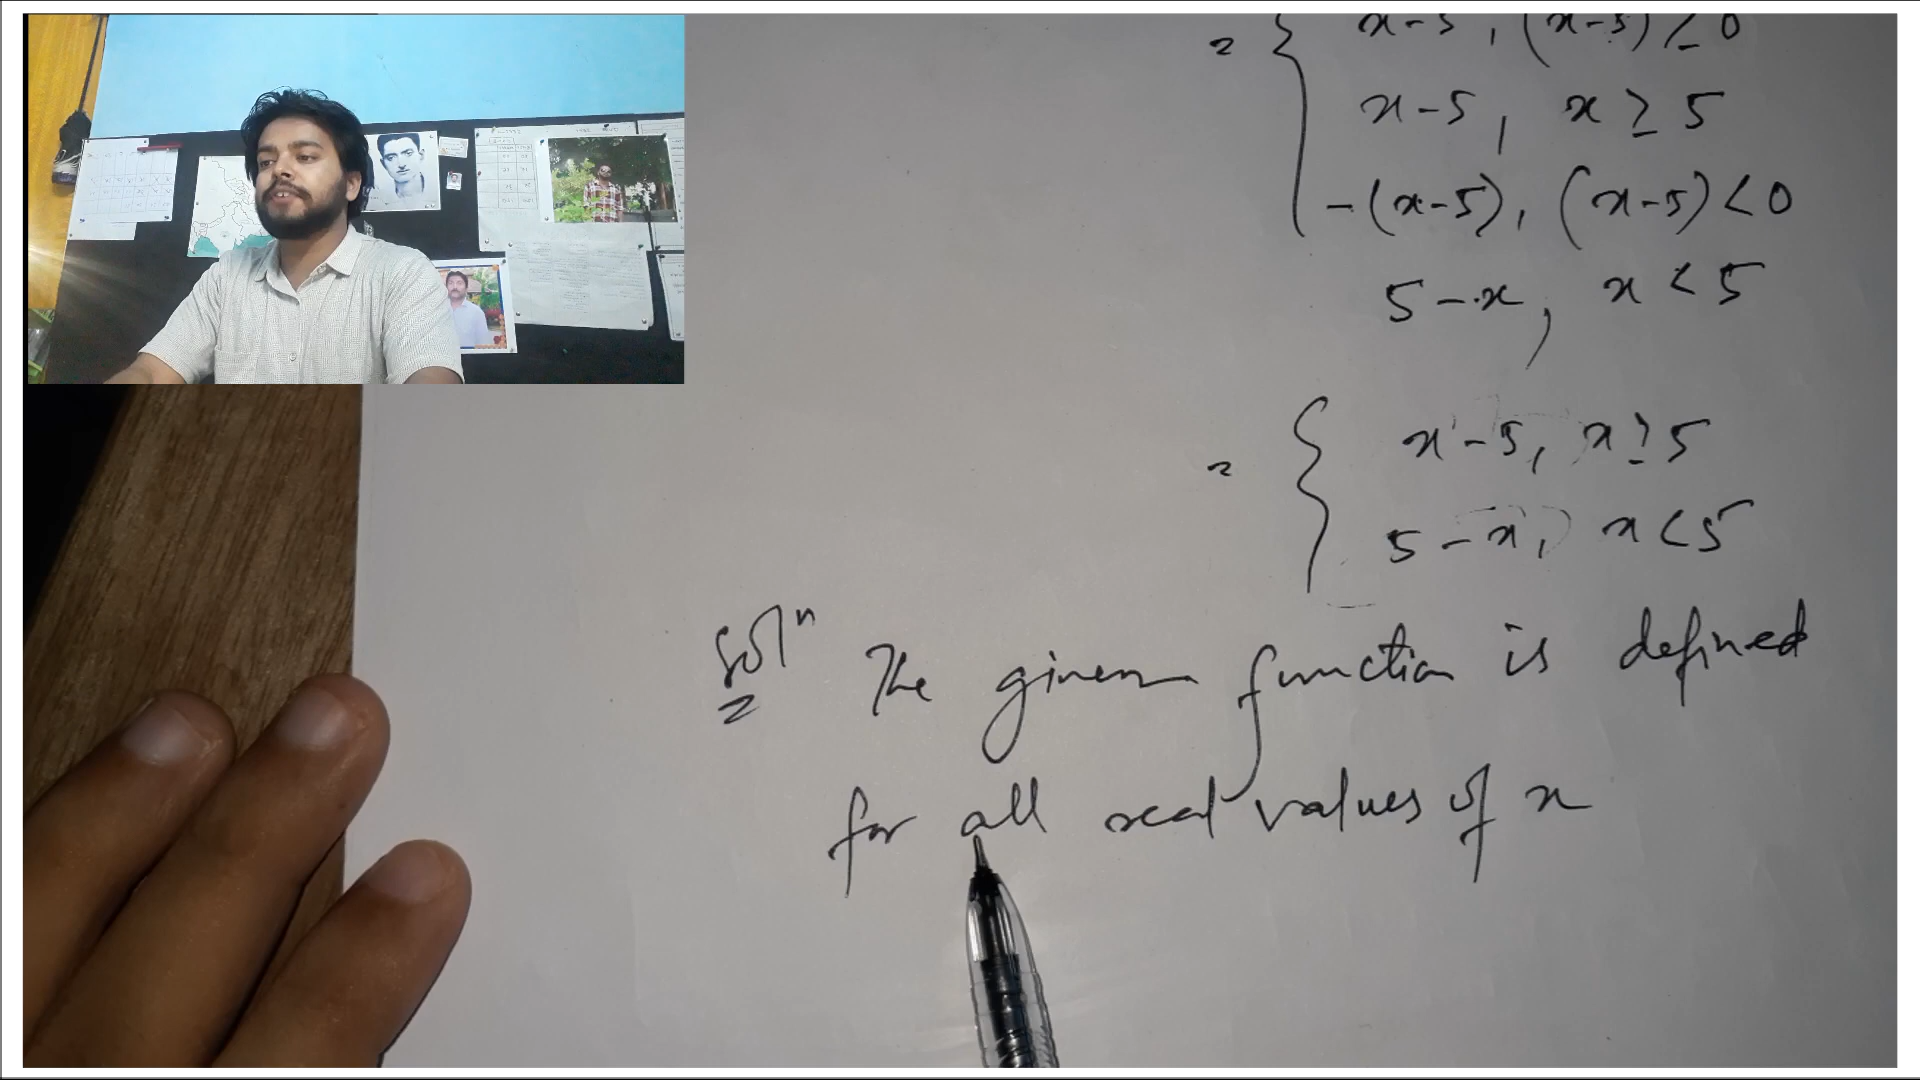 = { x-5, (x-5) ≥ 0
x-5, x ≥ 5
-(x-5), (x-5) < 0
5-x, x < 5
= { x-5, x ≥ 5
5-x, x < 5
Solⁿ The given function is defined
for all real values of x